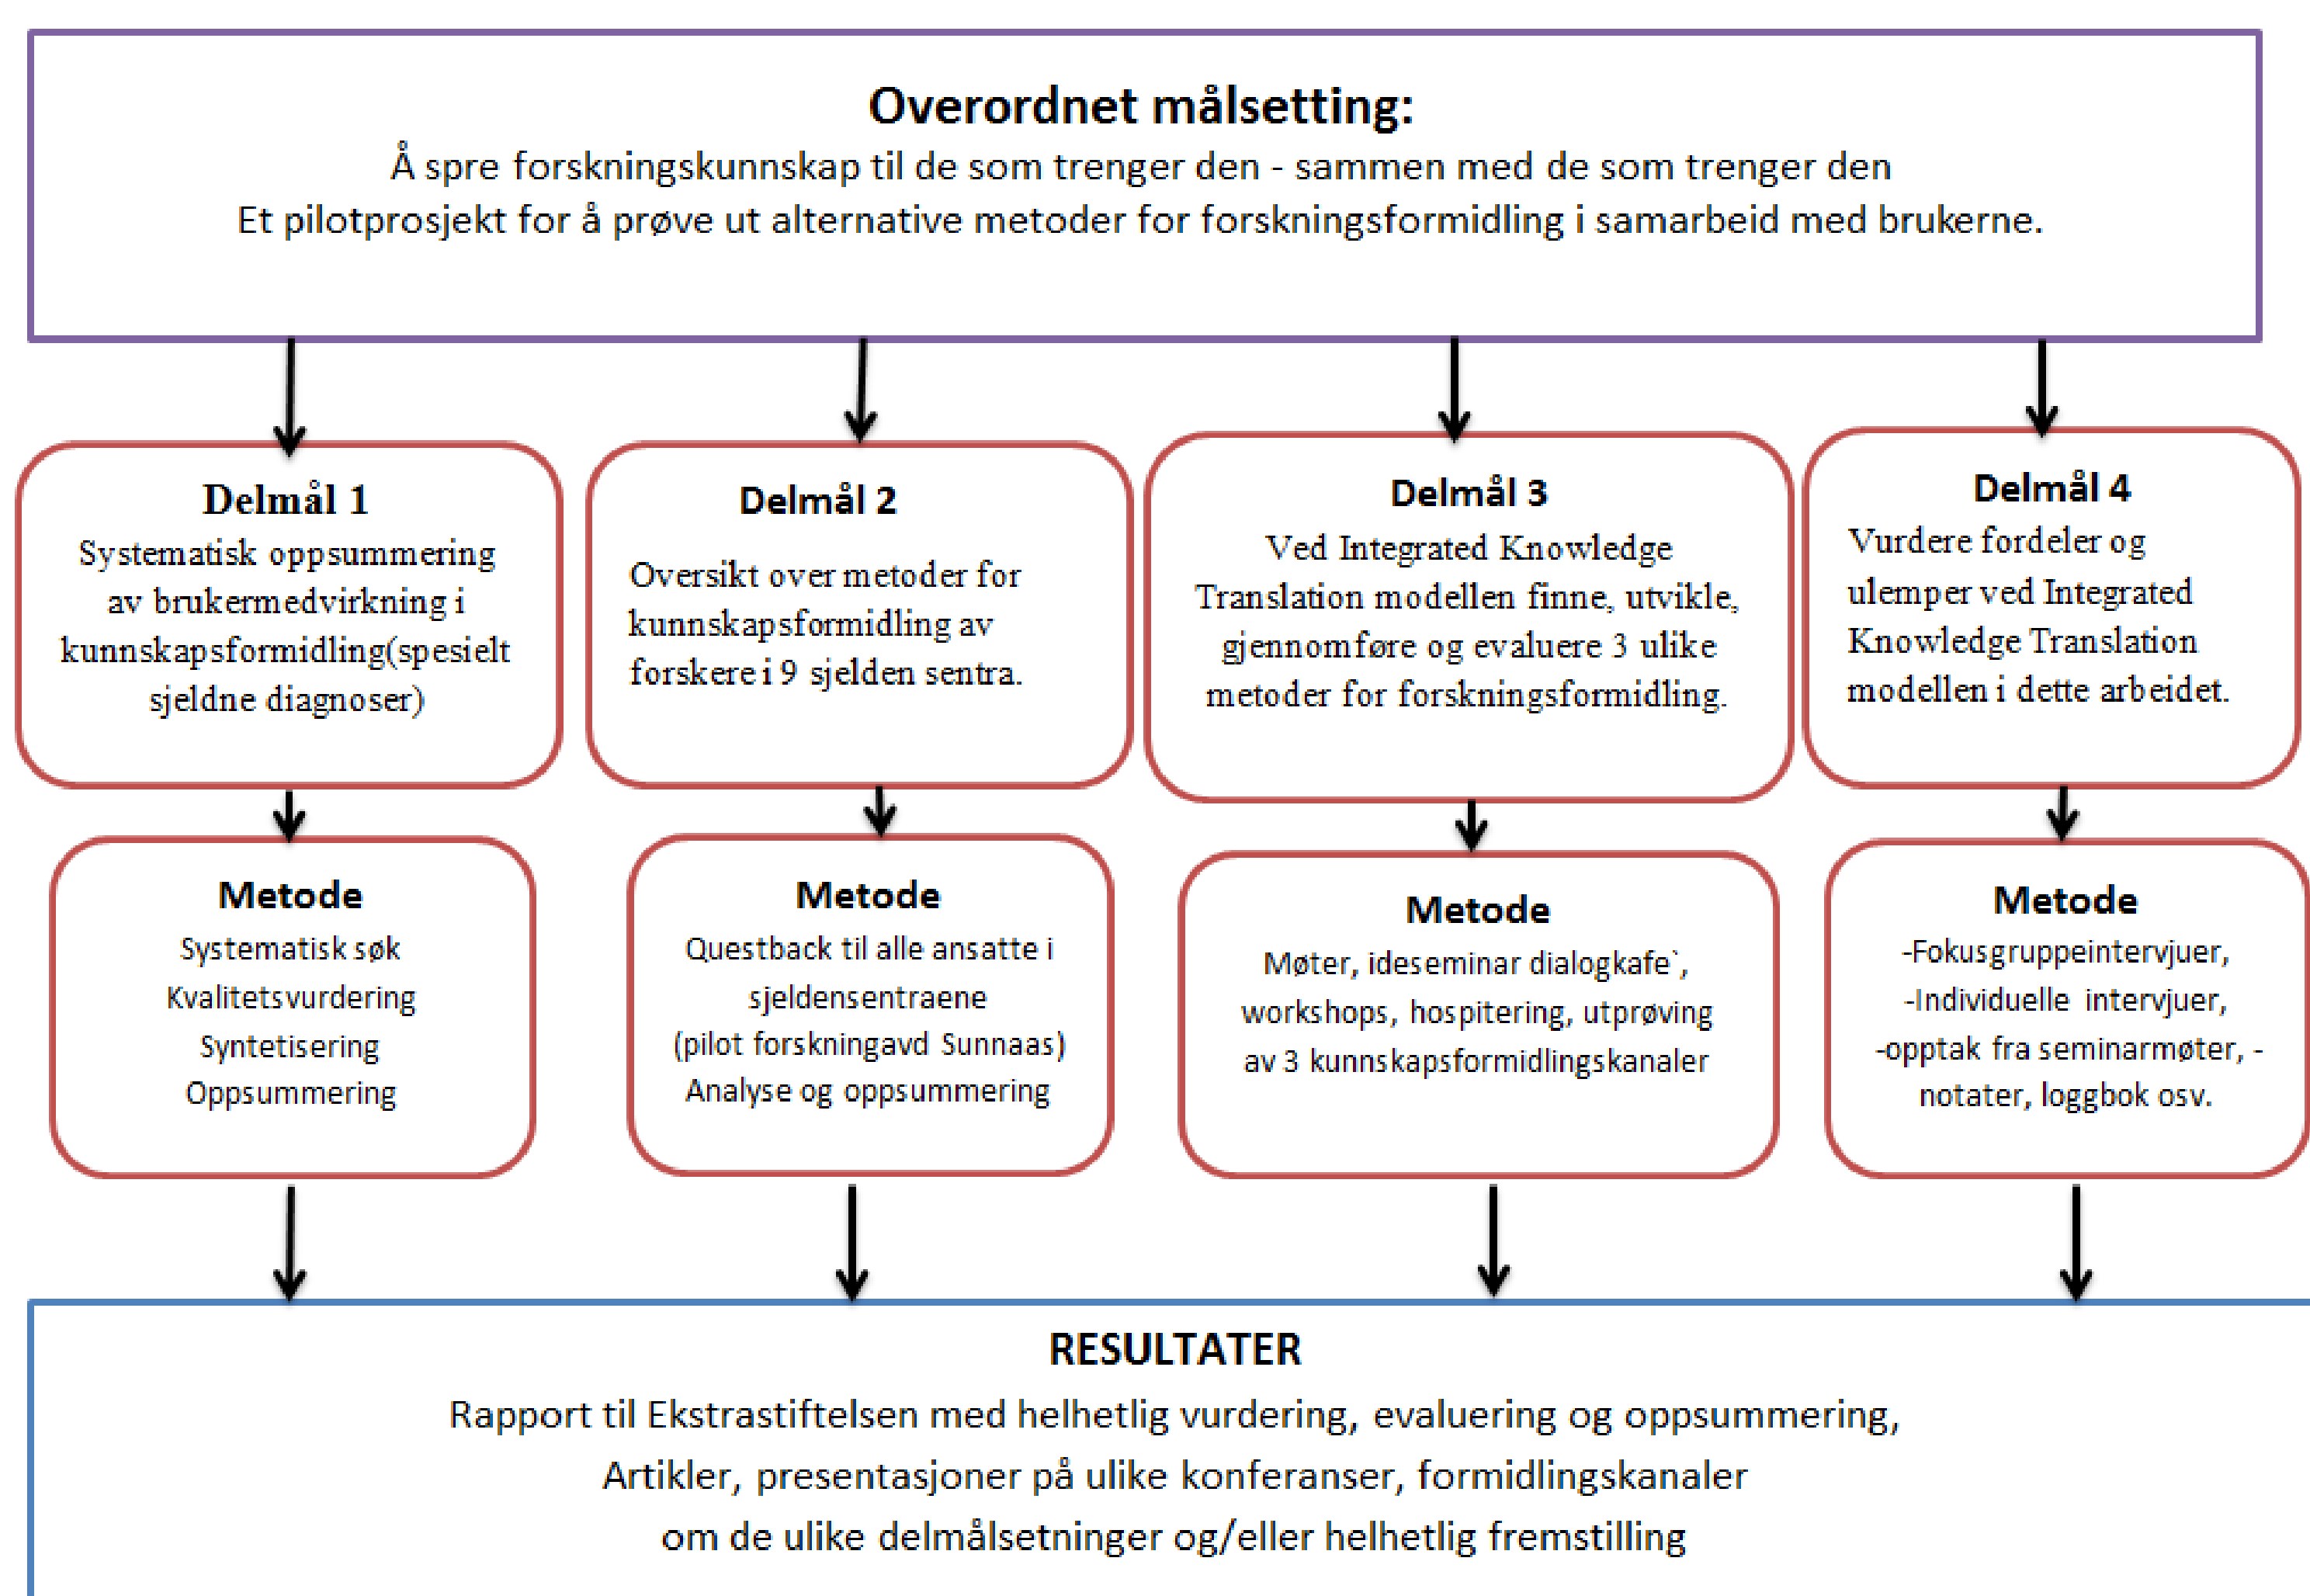 Overordnet målsetting:
Å spre forskningskunnskap til de som trenger den - sammen med de som trenger den
Et pilotprosjekt for å prøve ut alternative metoder for forskningsformidling i samarbeid med brukerne.
Delmål 1
Systematisk oppsummering
av brukermedvirkning i
kunnskapsformidling(spesielt
sjeldne diagnoser)
Delmål 2
Oversikt over metoder for
kunnskapsformidling av
forskere i 9 sjelden sentra.
Delmål 3
Ved Integrated Knowledge
Translation modellen finne, utvikle,
gjennomføre og evaluere 3 ulike
metoder for forskningsformidling.
Delmål 4
Vurdere fordeler og
ulemper ved Integrated
Knowledge Translation
modellen i dette arbeidet.
Metode
Systematisk søk
Kvalitetsvurdering
Syntetisering
Oppsummering
Metode
Questback til alle ansatte i
sjeldensentraene
(pilot forskningavd Sunnaas)
Analyse og oppsummering
Metode
Møter, ideseminar dialogkafe`,
workshops, hospitering, utprøving
av 3 kunnskapsformidlingskanaler
Metode
-Fokusgruppeintervjuer,
-Individuelle intervjuer,
-opptak fra seminarmøter, -
notater, loggbok osv.
RESULTATER
Rapport til Ekstrastiftelsen med helhetlig vurdering, evaluering og oppsummering,
Artikler, presentasjoner på ulike konferanser, formidlingskanaler
om de ulike delmålsetninger og/eller helhetlig fremstilling